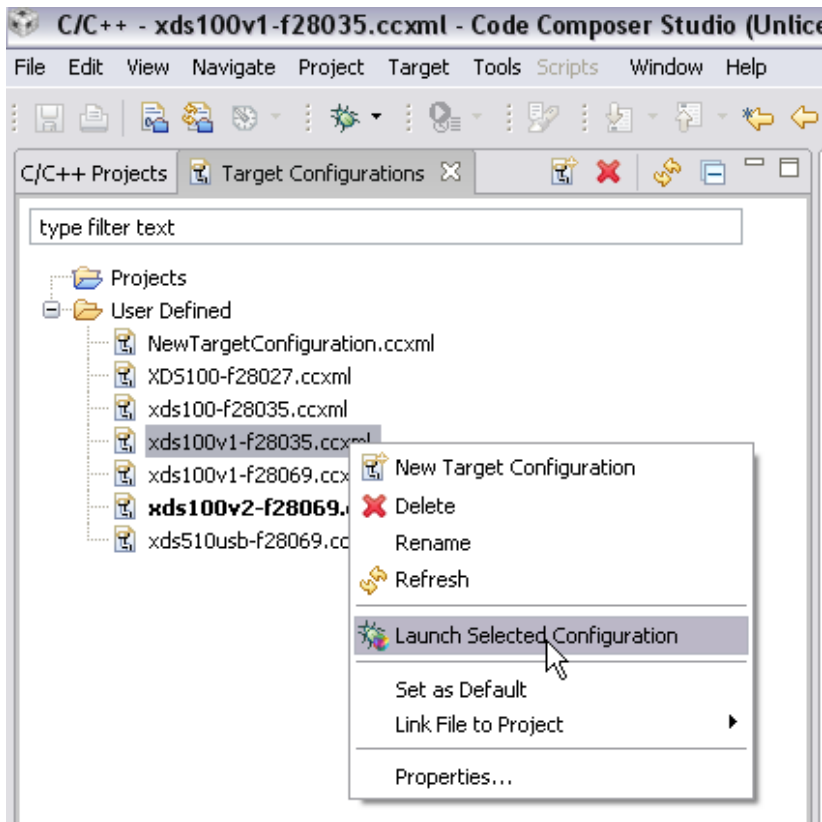 C/C++ - xds100v1-f28035.ccxml - Code Composer Studio (Unlice
File Edit View Navigate Project Target Tools Scripts Window Help
C/C++ Projects Target Configurations
type filter text
Projects
User Defined
NewTargetConfiguration.ccxml
XDS100-f28027.ccxml
xds100-f28035.ccxml
xds100v1-f28035.ccxml
xds100v1-f28069.ccx
xds100v2-f28069.
xds510usb-f28069.cc
New Target Configuration
Delete
Rename
Refresh
Launch Selected Configuration
Set as Default
Link File to Project
Properties...